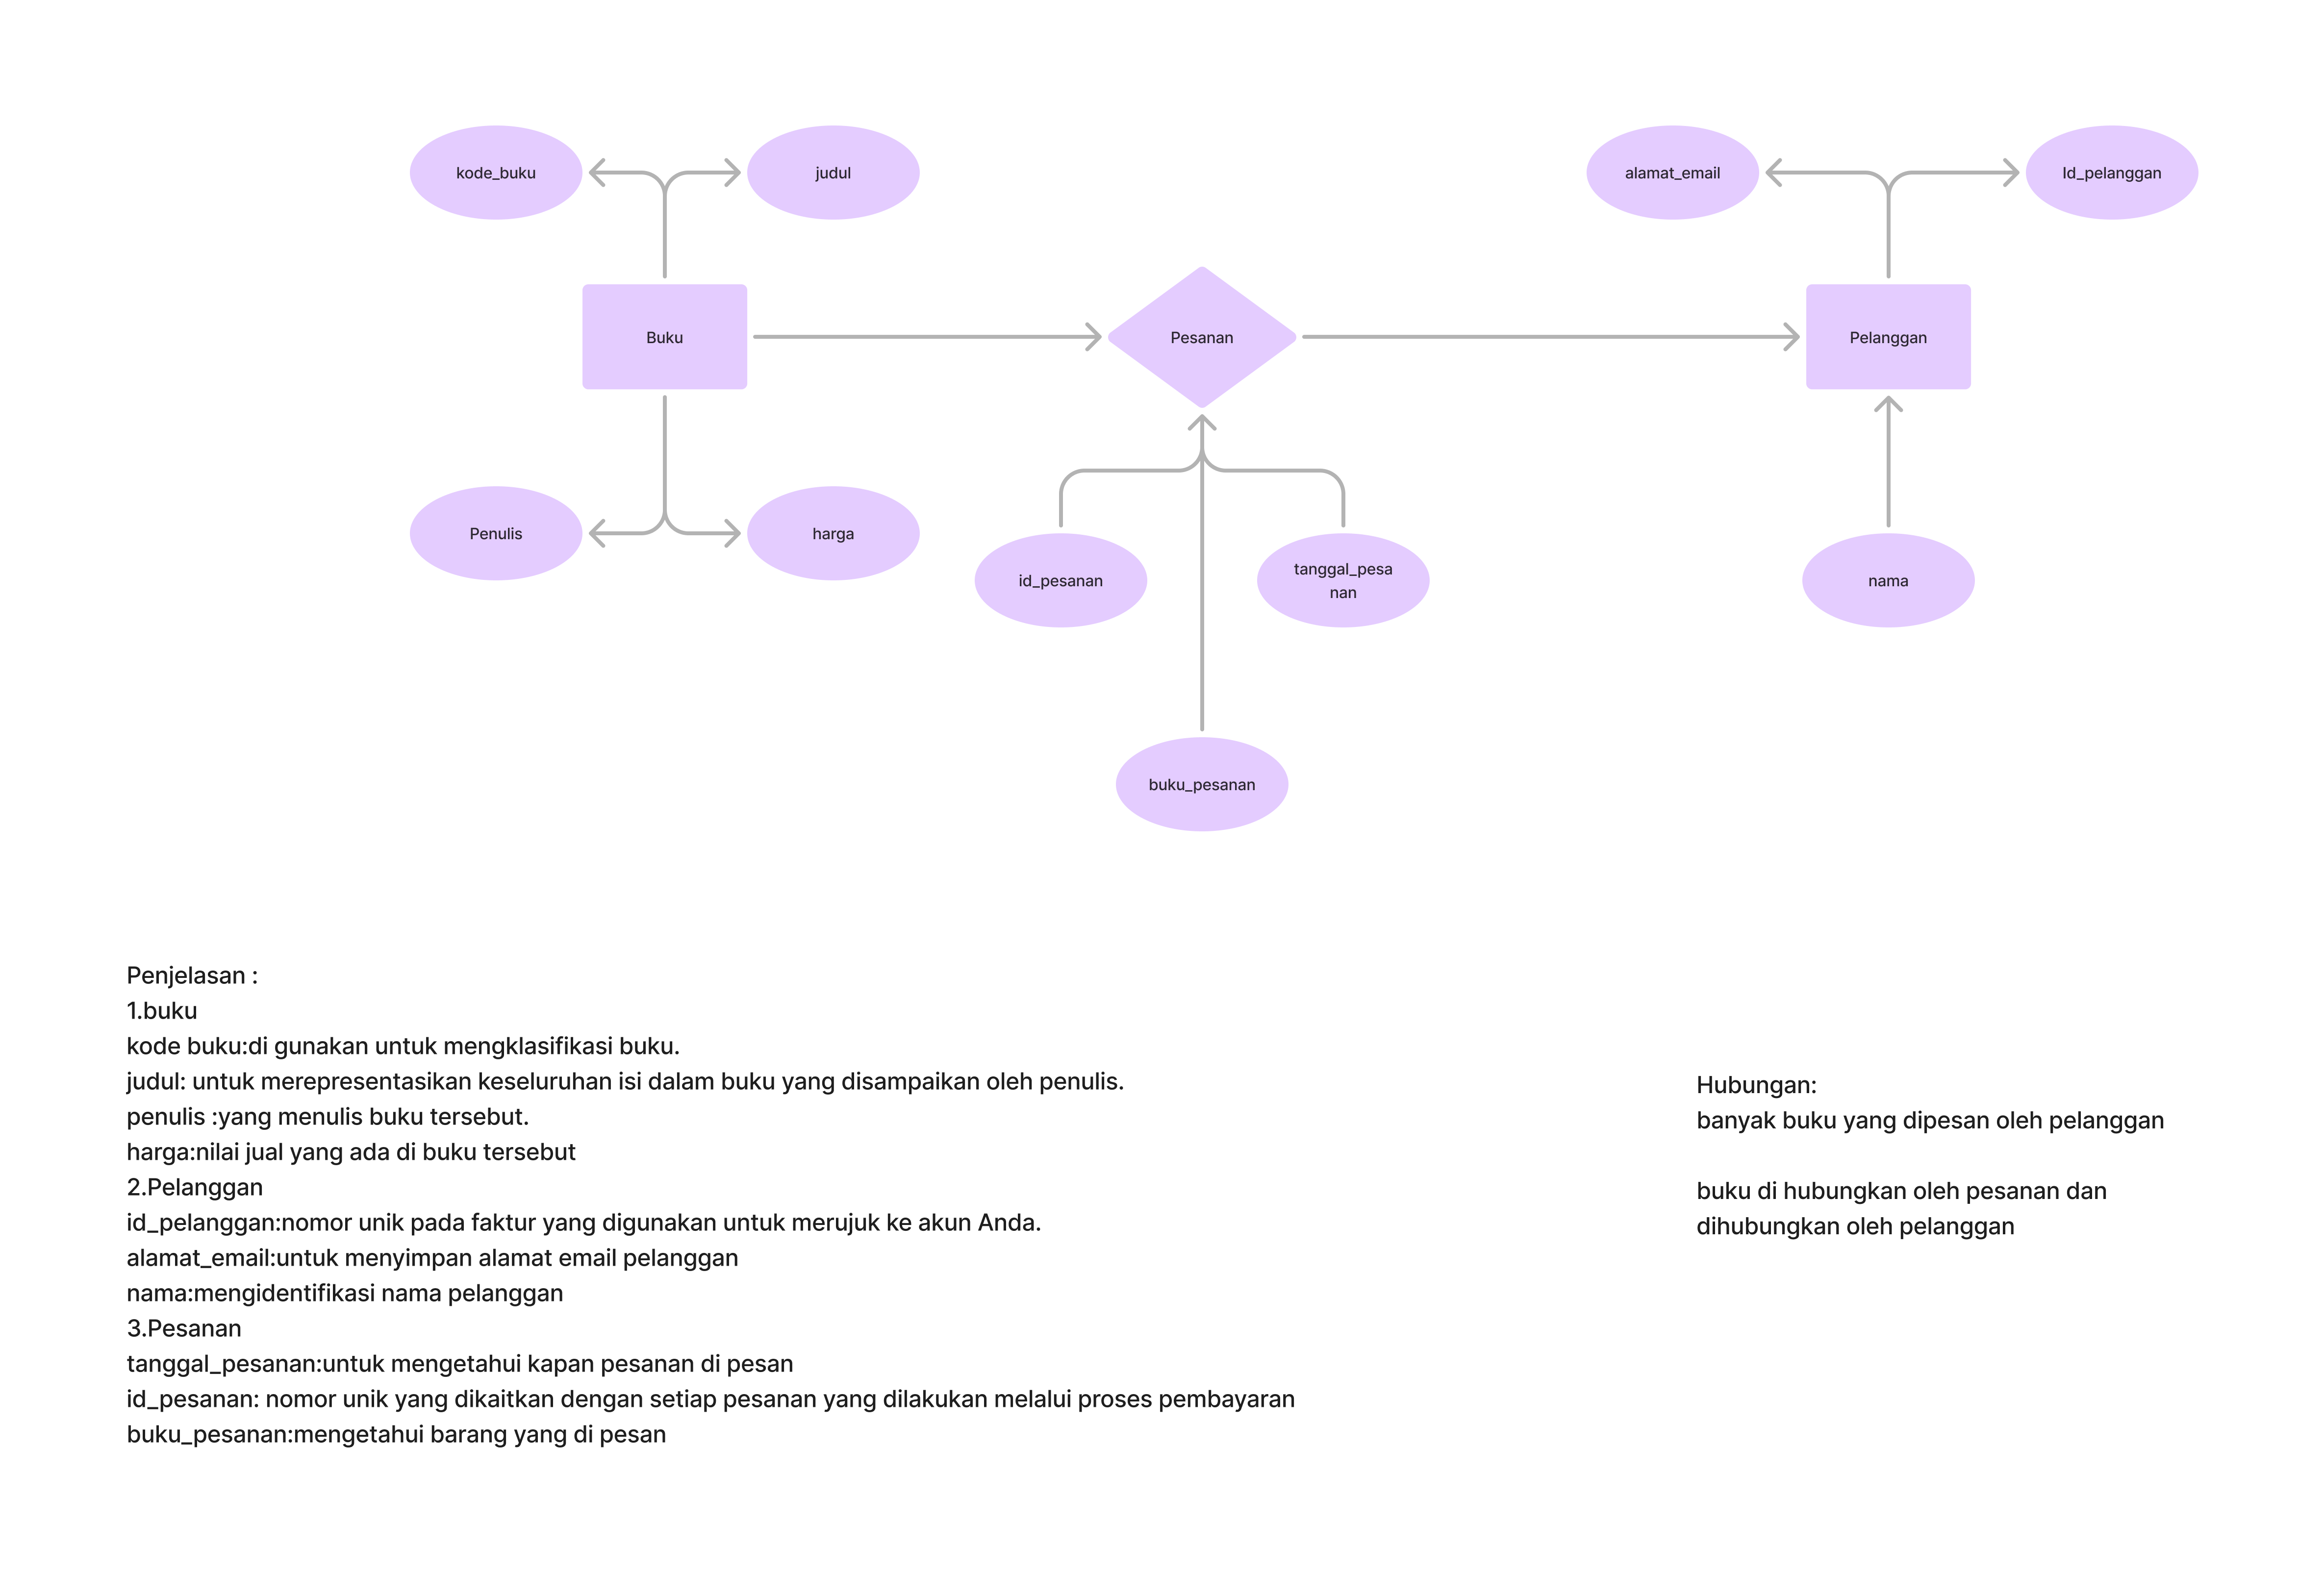 kode_buku
judul
alamat_email
Id_pelanggan
Buku
Pesanan
Pelanggan
Penulis
harga
id_pesanan
tanggal_pesa
nan
nama
buku_pesanan
Penjelasan :
1.buku
kode buku:di gunakan untuk mengklasifikasi buku.
judul: untuk merepresentasikan keseluruhan isi dalam buku yang disampaikan oleh penulis.
penulis :yang menulis buku tersebut.
harga:nilai jual yang ada di buku tersebut
2.Pelanggan
id_pelanggan:nomor unik pada faktur yang digunakan untuk merujuk ke akun Anda.
alamat_email:untuk menyimpan alamat email pelanggan
nama:mengidentifikasi nama pelanggan
3.Pesanan
tanggal_pesanan:untuk mengetahui kapan pesanan di pesan
id_pesanan: nomor unik yang dikaitkan dengan setiap pesanan yang dilakukan melalui proses pembayaran
buku_pesanan:mengetahui barang yang di pesan
Hubungan:
banyak buku yang dipesan oleh pelanggan
buku di hubungkan oleh pesanan dan
dihubungkan oleh pelanggan